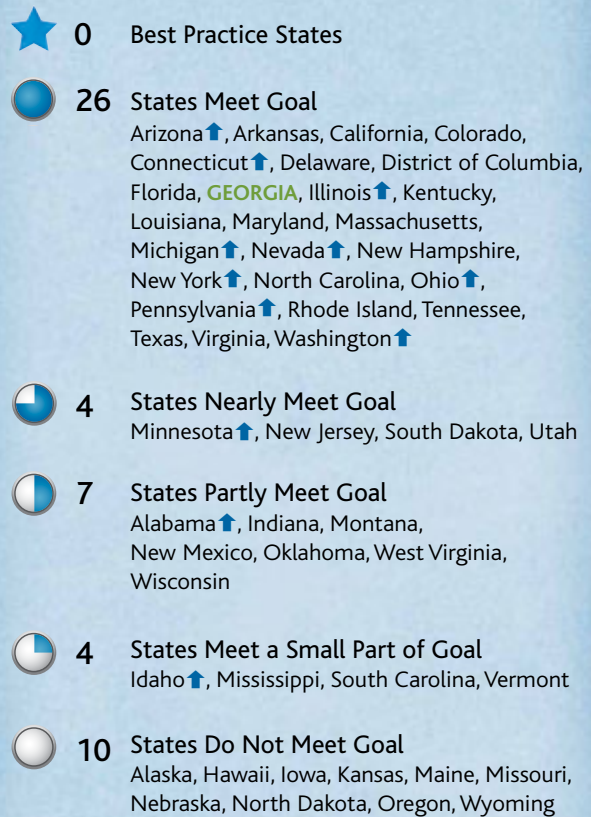 0 Best Practice States
26 States Meet Goal
Arizona⬆, Arkansas, California, Colorado,
Connecticut⬆, Delaware, District of Columbia,
Florida, GEORGIA, Illinois⬆, Kentucky,
Louisiana, Maryland, Massachusetts,
Michigan⬆, Nevada⬆, New Hampshire,
New York⬆, North Carolina, Ohio⬆,
Pennsylvania⬆, Rhode Island, Tennessee,
Texas, Virginia, Washington⬆
4 States Nearly Meet Goal
Minnesota⬆, New Jersey, South Dakota, Utah
7 States Partly Meet Goal
Alabama⬆, Indiana, Montana,
New Mexico, Oklahoma, West Virginia,
Wisconsin
4 States Meet a Small Part of Goal
Idaho⬆, Mississippi, South Carolina, Vermont
10 States Do Not Meet Goal
Alaska, Hawaii, Iowa, Kansas, Maine, Missouri,
Nebraska, North Dakota, Oregon, Wyoming